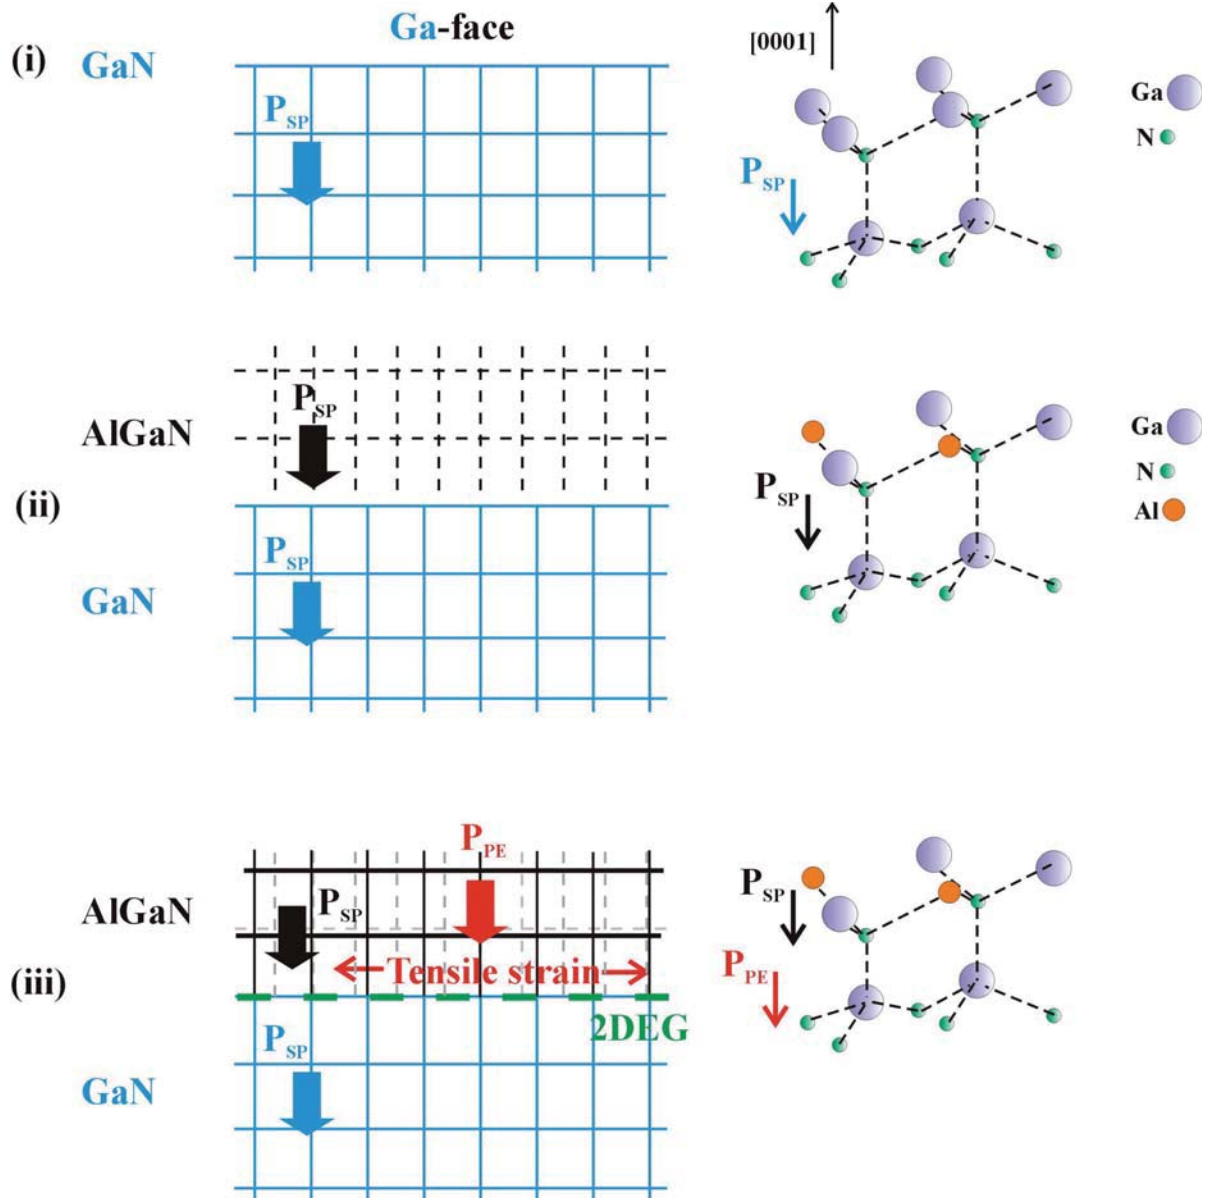 Ga-face
(i)
GaN
P_SP
[0001]
P_SP
Ga
N
AlGaN
P_SP
(ii)
P_SP
GaN
P_SP
Ga
N
Al
P_PE
AlGaN
P_SP
Tensile strain
(iii)
2DEG
P_SP
GaN
P_SP
P_PE